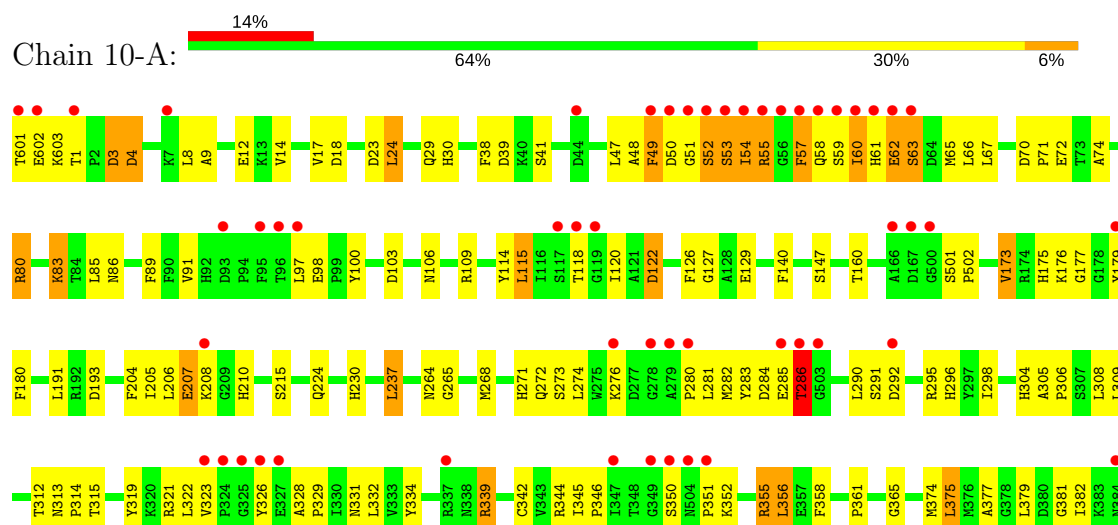 14%
Chain 10-A:
64% 30% 6%
T601 E602 K603 T1 P2 D3 D4 K7 L8 A9 E12 K13 V14 V17 D18 D23 L24 Q29 H30 F38 D39 K40 S41 D44 L47 A48 F49 D50 G51 S52 S53 I54 R55 G56 F57 Q58 S59 I60 H61 E62 S63 D64 M65 L66 L67 D70 P71 E72 T73 A74
R80 K83 T84 L85 N86 F89 F90 V91 H92 D93 P94 F95 T96 L97 E98 P99 Y100 D103 N106 R109 Y114 L115 I116 S117 T118 G119 I120 A121 D122 F126 G127 A128 E129 F140 S147 T160 A166 D167 G500 S501 P502 V173 R174 H175 K176 G177 G178 Y179
F180 L191 R192 D193 F204 I205 L206 E207 K208 G209 H210 S215 Q224 H230 L237 N264 G265 M268 H271 Q272 S273 L274 W275 K276 D277 G278 A279 P280 L281 M282 Y283 D284 E285 T286 G503 L290 S291 D292 R295 H296 Y297 I298 H304 A305 P306 S307 L308 L309
T312 N313 P314 T315 Y319 K320 R321 L322 V323 P324 G325 Y326 E327 A328 P329 I330 N331 L332 V333 Y334 R337 N338 R339 C342 V343 R344 I345 P346 I347 T348 G349 S350 N504 P351 K352 R355 L356 E357 F358 P361 G365 M374 L375 M376 A377 G378 L379 D380 G381 I382 K383